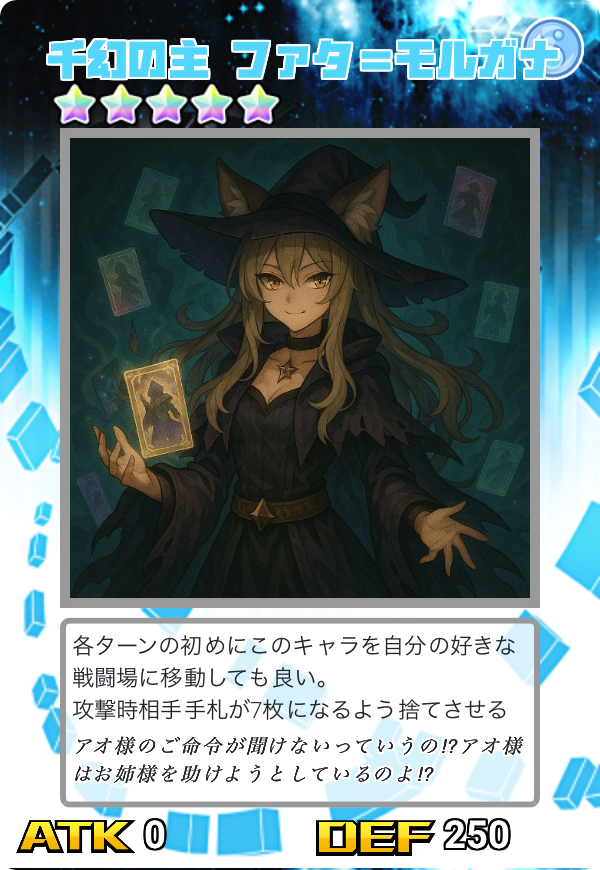 千幻の主 ファタ＝モルガナ
各ターンの初めにこのキャラを自分の好きな
戦闘場に移動しても良い。
攻撃時相手手札が7枚になるよう捨てさせる
アオ様のご命令が聞けないっていうの!?アオ様
はお姉様を助けようとしているのよ!?
ATK 0 DEF 250